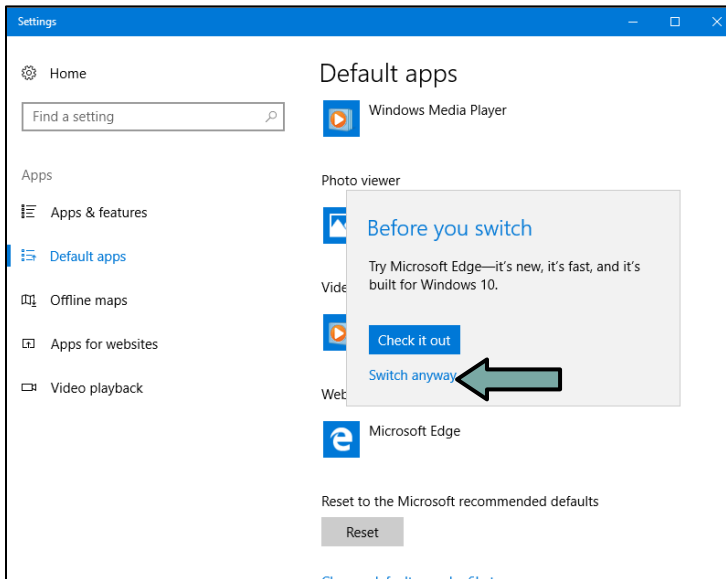 Settings
Home
Find a setting
Apps
Apps & features
Default apps
Offline maps
Apps for websites
Video playback
Default apps
Windows Media Player
Photo viewer
Before you switch
Try Microsoft Edge—it's new, it's fast, and it's
built for Windows 10.
Vide
Check it out
Switch anyway
Web
Microsoft Edge
Reset to the Microsoft recommended defaults
Reset